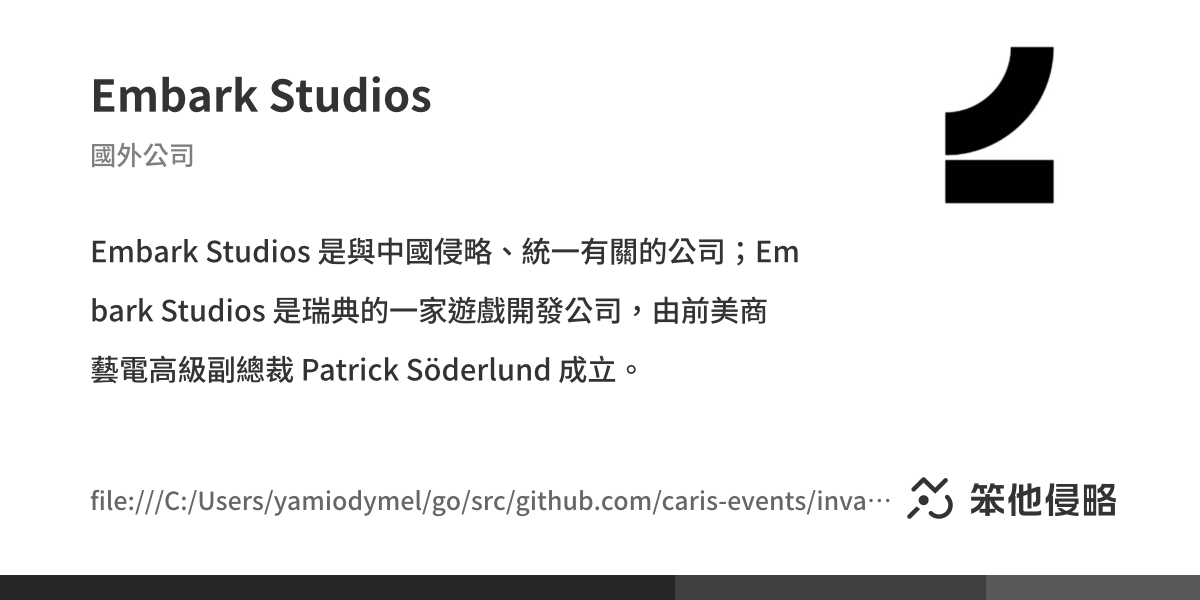 Embark Studios
國外公司
Embark Studios 是與中國侵略、統一有關的公司；Em
bark Studios 是瑞典的一家遊戲開發公司，由前美商
藝電高級副總裁 Patrick Söderlund 成立。
file:///C:/Users/yamiodymel/go/src/github.com/caris-events/inva…
笨他侵略